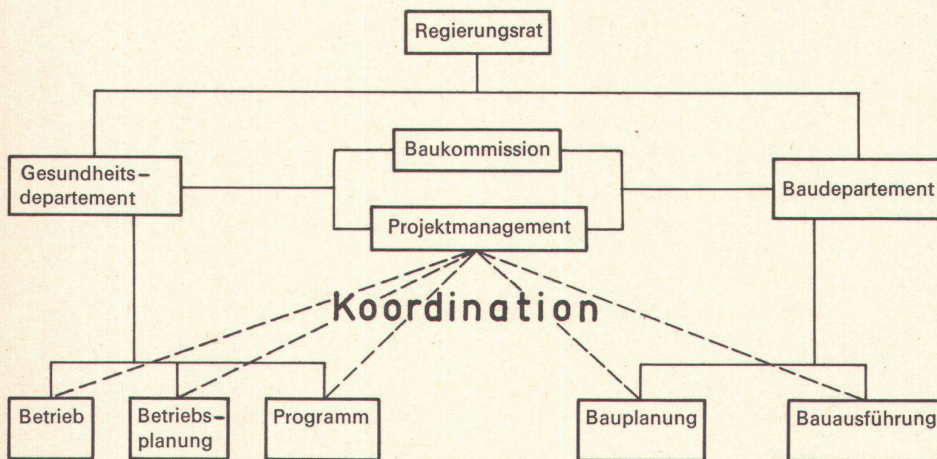 Regierungsrat
Baukommission
Gesundheits-
departement
Baudepartement
Projektmanagement
Koordination
Betrieb
Betriebs-
planung
Programm
Bauplanung
Bauausführung